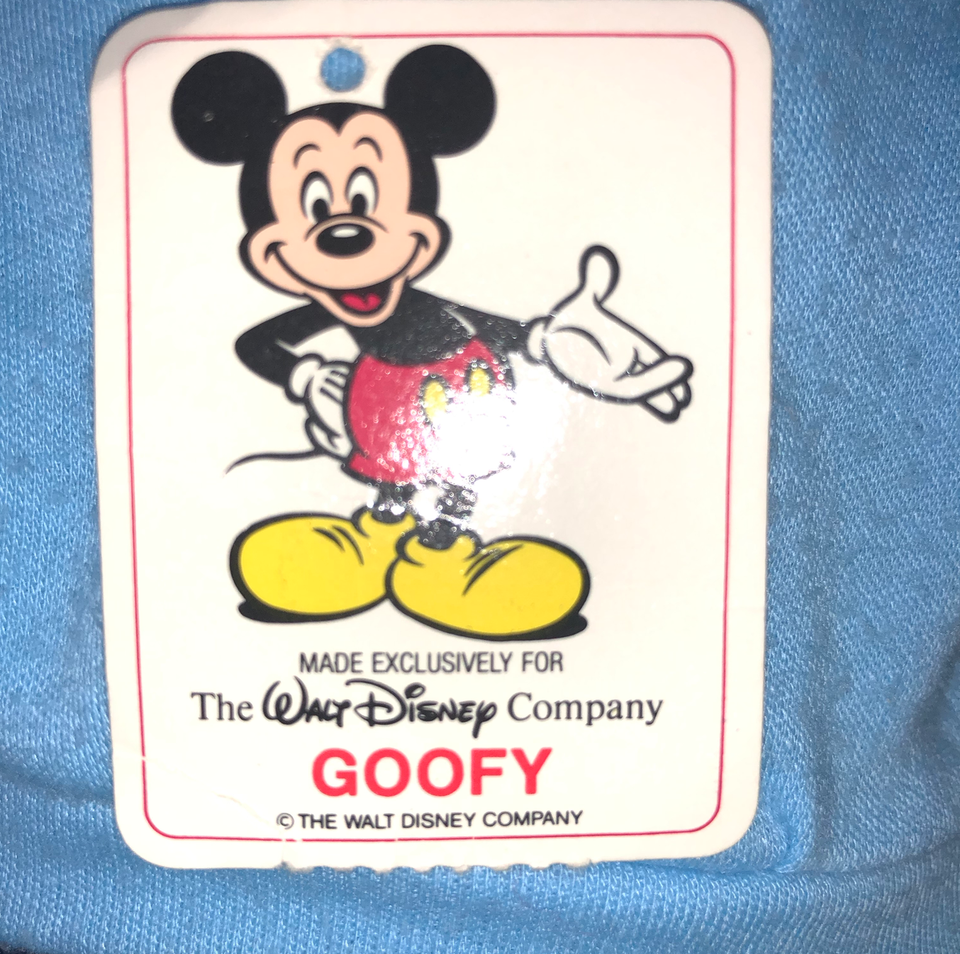 MADE EXCLUSIVELY FOR
The WALT DISNEY Company
GOOFY
© THE WALT DISNEY COMPANY